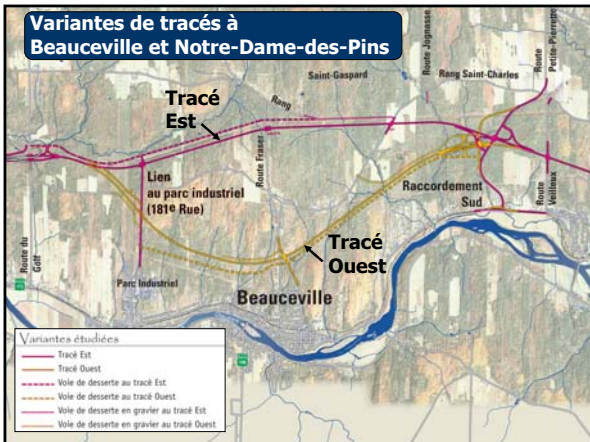 Variantes de tracés à
Beauceville et Notre-Dame-des-Pins
Saint-Gaspard
Route Jognasse
Rang Saint-Charles
Route
Petite-Pierrette
Tracé
Est
Rang
Route Fraser
Lien
au parc industriel
(181e Rue)
Raccordement
Sud
Route
Veilleux
Route du
Golf
Tracé
Ouest
Parc Industriel
Beauceville
Variantes étudiées
Tracé Est
Tracé Ouest
Voie de desserte au tracé Est
Voie de desserte au tracé Ouest
Voie de desserte en gravier au tracé Est
Voie de desserte en gravier au tracé Ouest